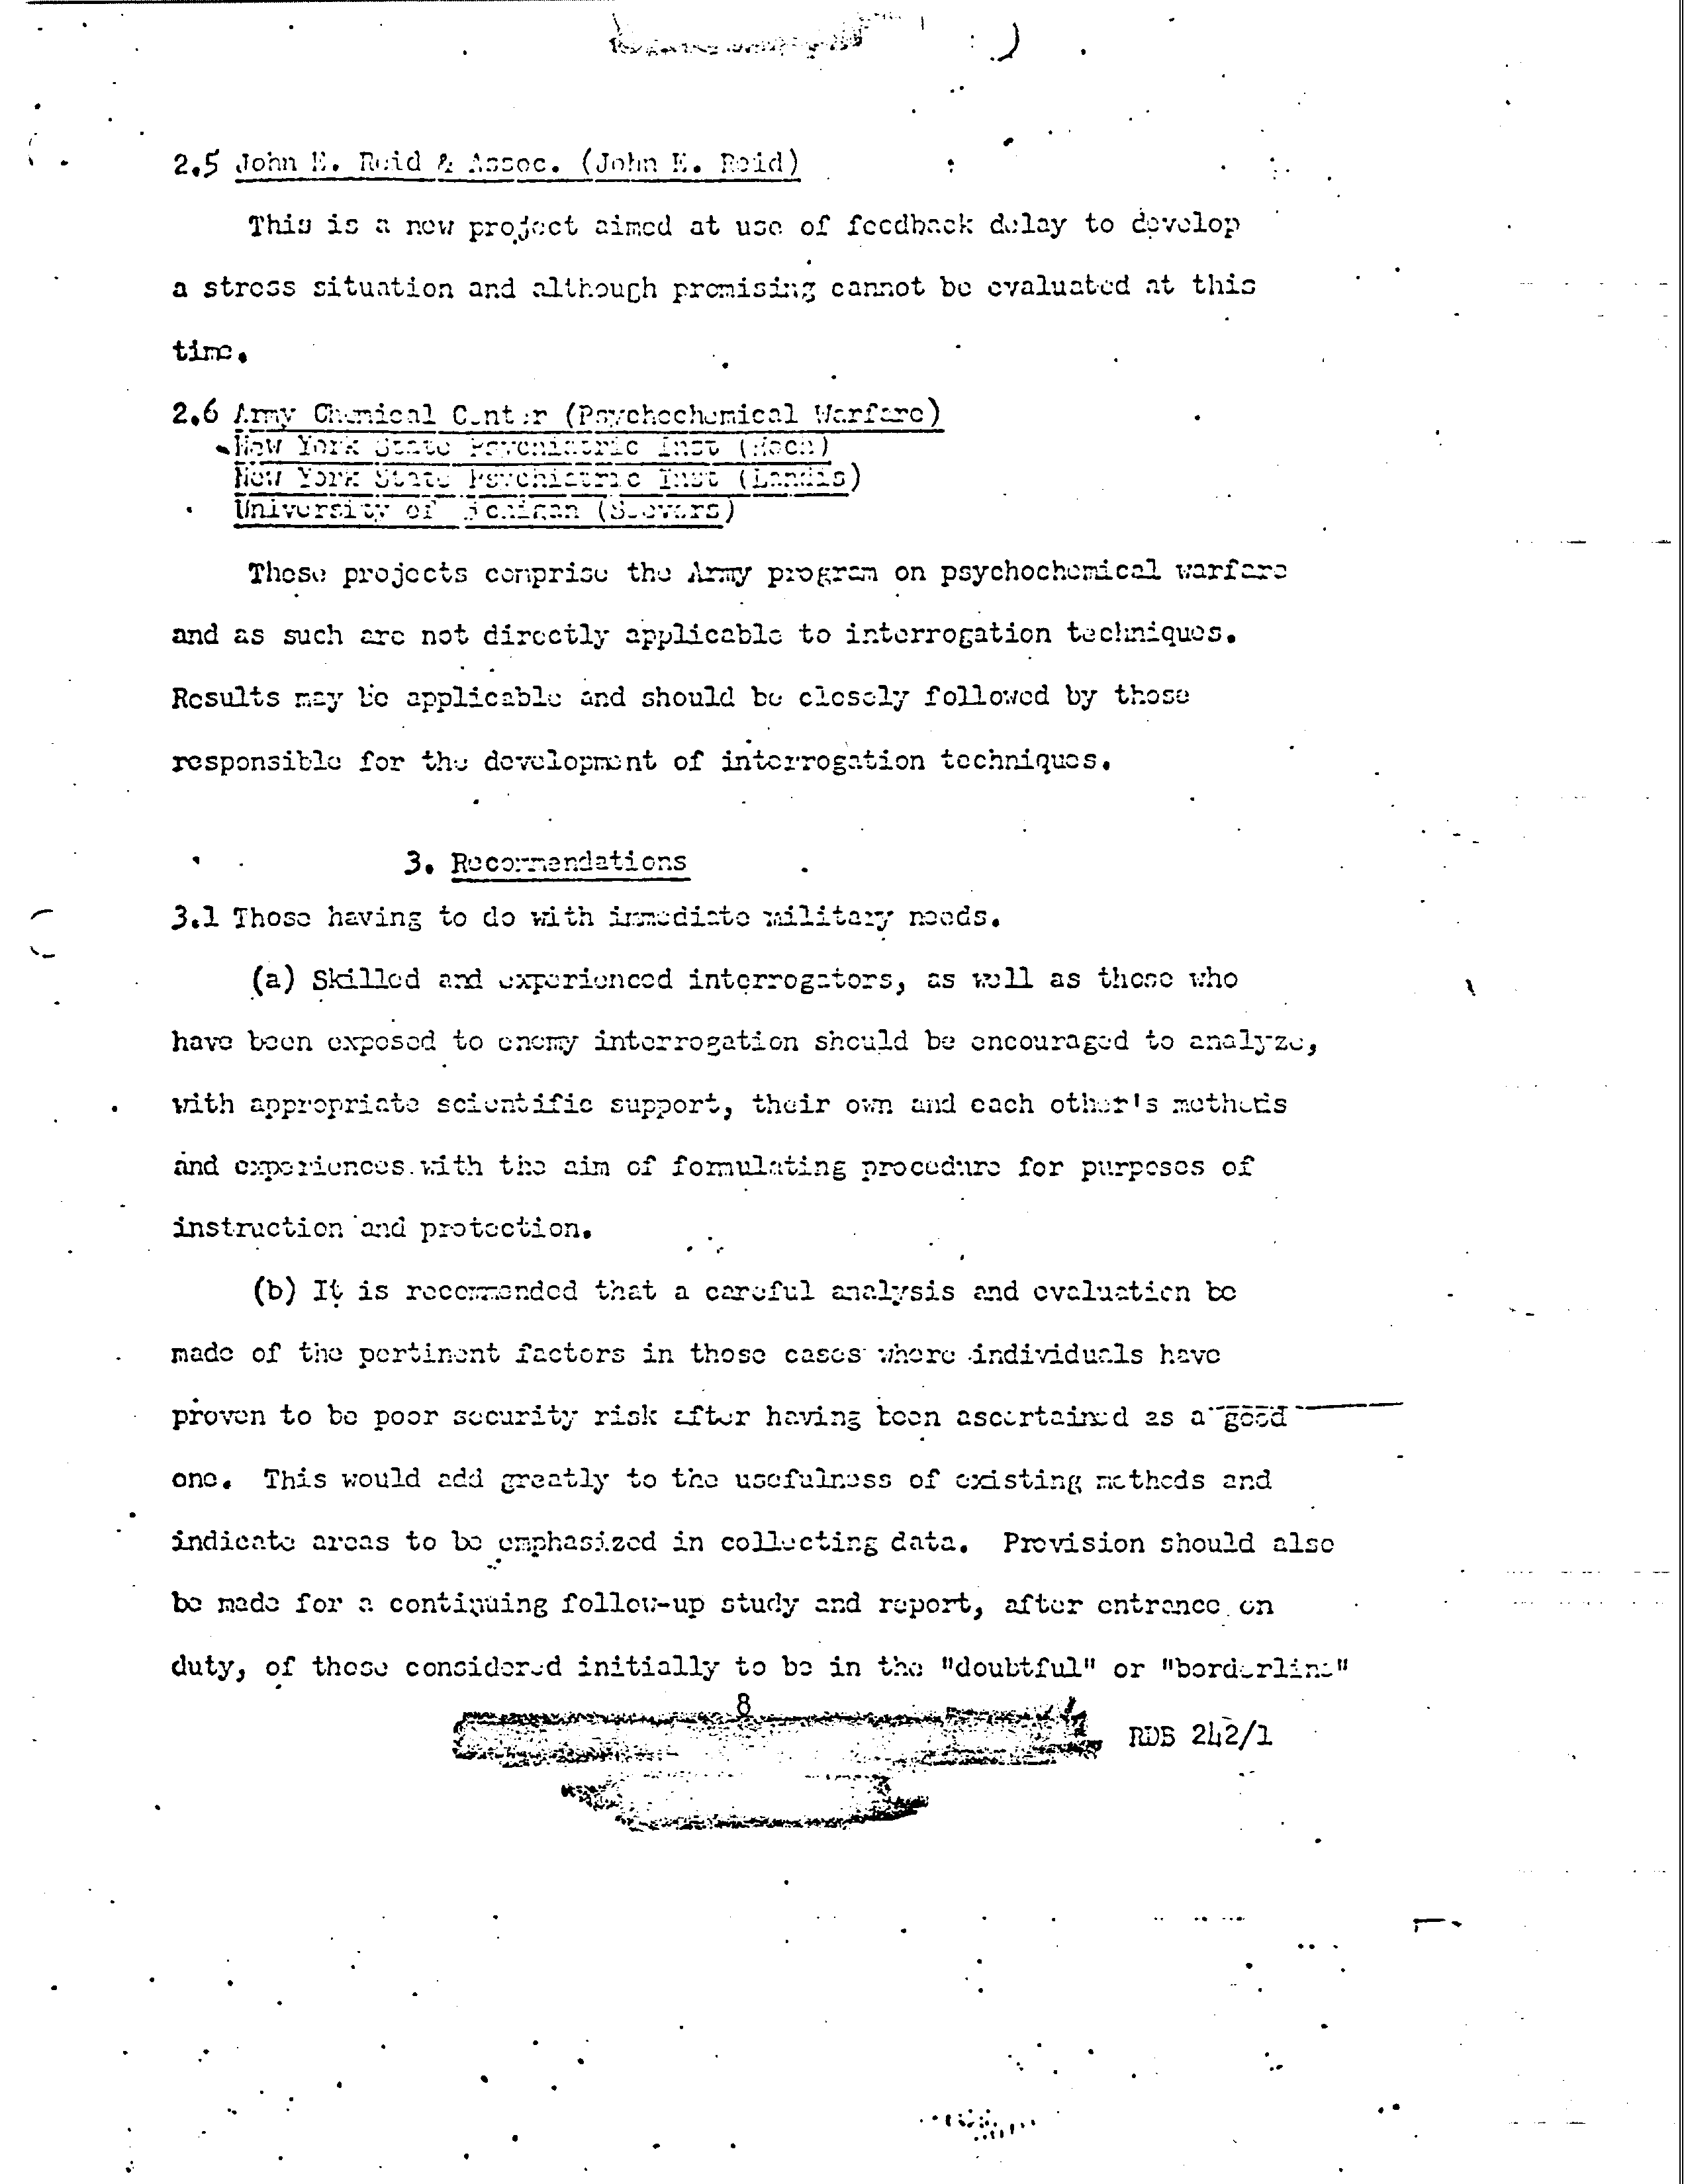 2.5 John E. Reid & Assoc. (John E. Reid)
This is a new project aimed at use of feedback delay to develop
a stress situation and although promising cannot be evaluated at this
time.
2.6 Army Chemical Center (Psychochemical Warfare)
New York State Psychiatric Inst (Hoch)
New York State Psychiatric Inst (Landis)
University of (Seevers)
These projects comprise the Army program on psychochemical warfare
and as such are not directly applicable to interrogation techniques.
Results may be applicable and should be closely followed by those
responsible for the development of interrogation techniques.
3. Recommendations
3.1 Those having to do with immediate military needs.
(a) Skilled and experienced interrogators, as well as those who
have been exposed to enemy interrogation should be encouraged to analyze,
with appropriate scientific support, their own and each other's methods
and experiences with the aim of formulating procedure for purposes of
instruction and protection.
(b) It is recommended that a careful analysis and evaluation be
made of the pertinent factors in those cases where individuals have
proven to be poor security risk after having been ascertained as a good
one. This would add greatly to the usefulness of existing methods and
indicate areas to be emphasized in collecting data. Provision should also
be made for a continuing follow-up study and report, after entrance on
duty, of those considered initially to be in the "doubtful" or "borderline"
8
RDB 242/1